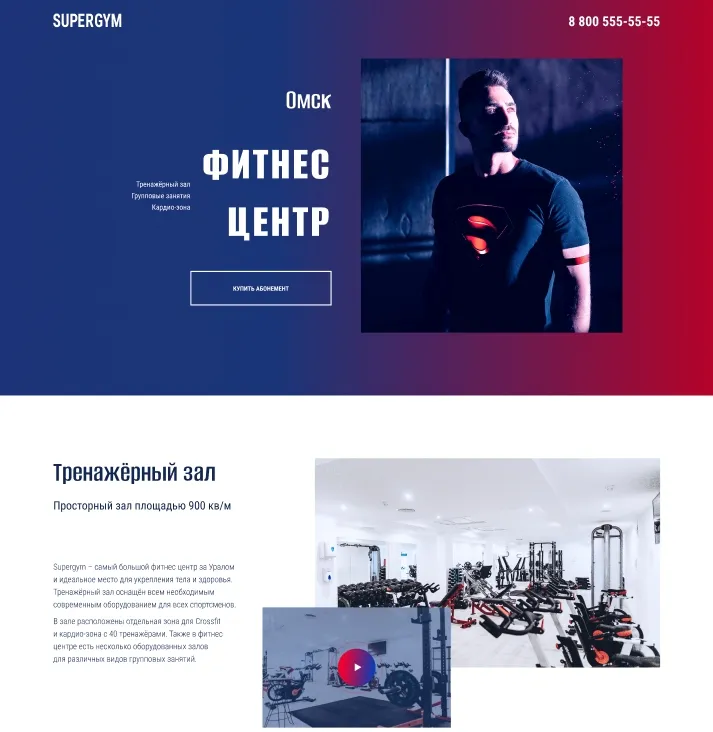 SUPERGYM
8 800 555-55-55
Омск
ФИТНЕС
ЦЕНТР
Тренажёрный зал
Групповые занятия
Кардио-зона
КУПИТЬ АБОНЕМЕНТ
Тренажёрный зал
Просторный зал площадью 900 кв/м
Supergym – самый большой фитнес центр за Уралом
и идеальное место для укрепления тела и здоровья.
Тренажёрный зал оснащён всем необходимым
современным оборудованием для всех спортсменов.
В зале расположены отдельная зона для Crossfit
и кардио-зона с 40 тренажёрами. Также в фитнес
центре есть несколько оборудованных залов
для различных видов групповых занятий.